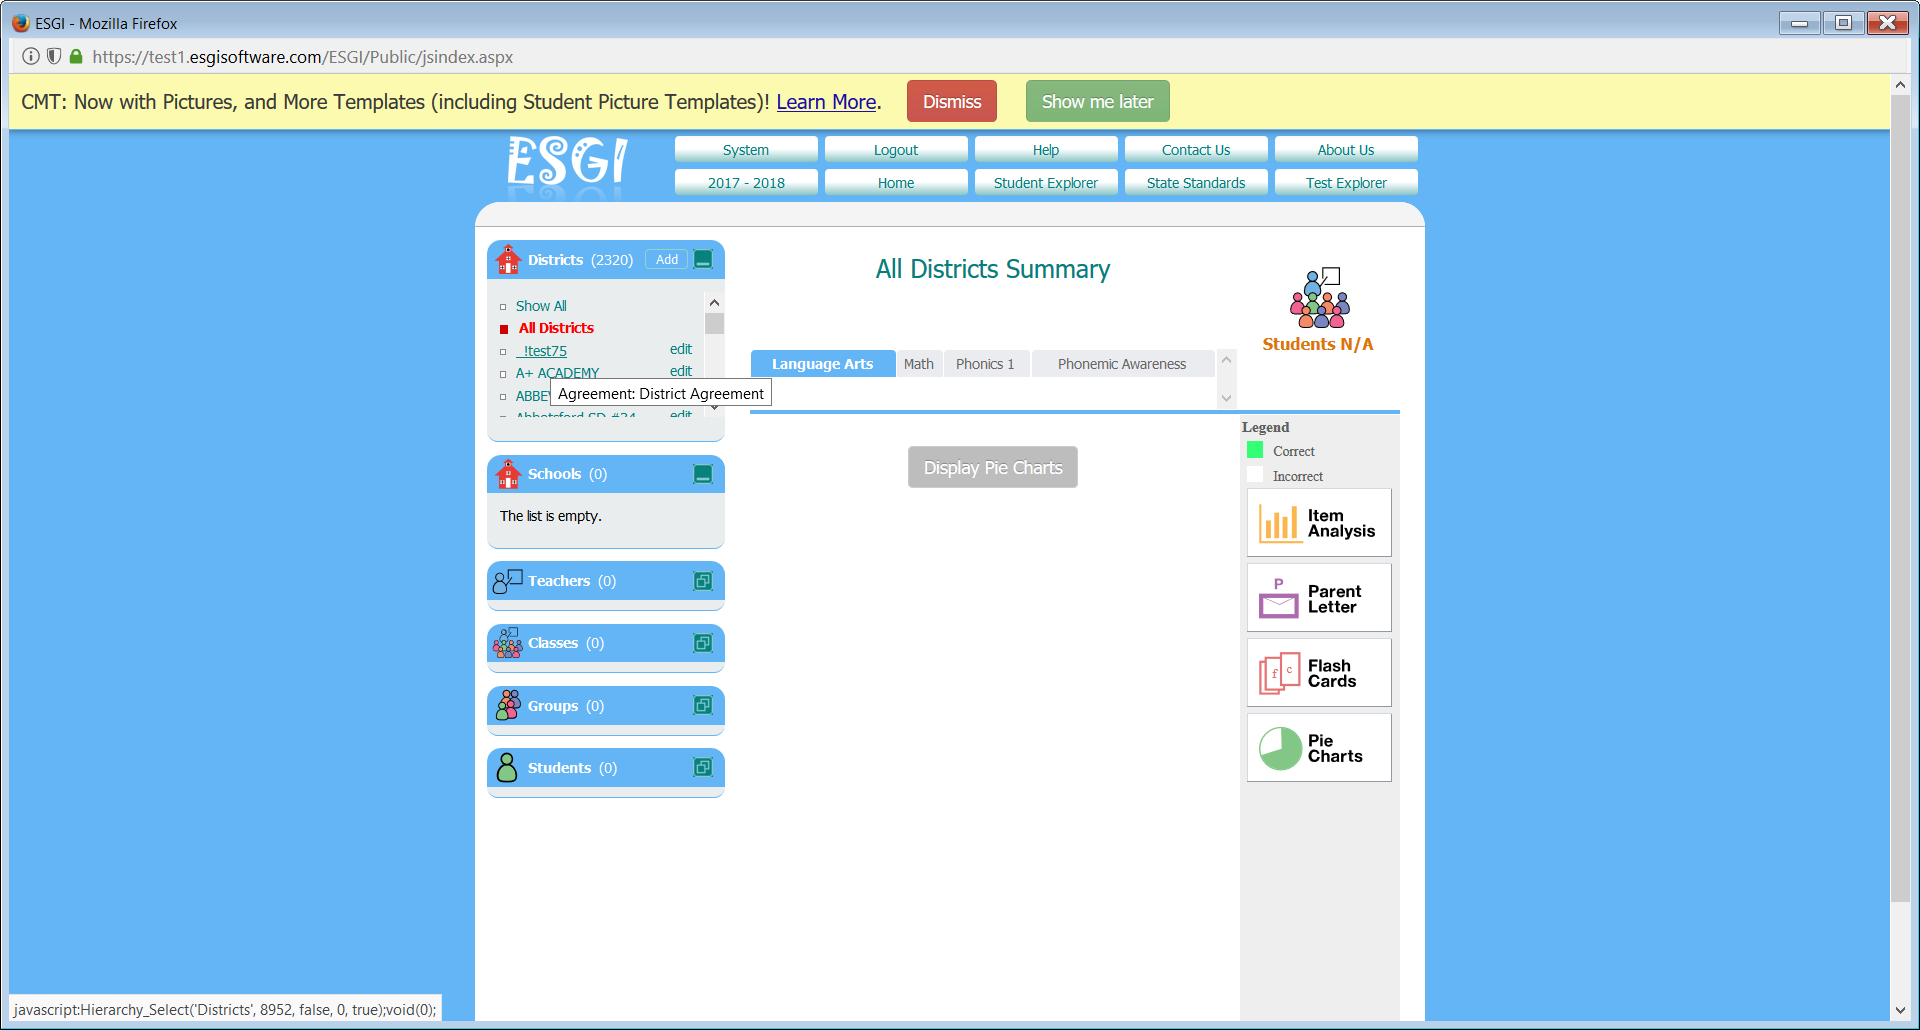 ESGI - Mozilla Firefox
https://test1.esgisoftware.com/ESGI/Public/jsindex.aspx
CMT: Now with Pictures, and More Templates (including Student Picture Templates)! Learn More. Dismiss Show me later
ESGI
System Logout Help Contact Us About Us
2017 - 2018 Home Student Explorer State Standards Test Explorer
Districts (2320) Add
Show All
All Districts
_!test75 edit
A+ ACADEMY edit
ABBE
Agreement: District Agreement
Abbotsford SD #34 edit
Schools (0)
The list is empty.
Teachers (0)
Classes (0)
Groups (0)
Students (0)
All Districts Summary
Students N/A
Language Arts Math Phonics 1 Phonemic Awareness
Display Pie Charts
Legend
Correct
Incorrect
Item
Analysis
P
Parent
Letter
f c
Flash
Cards
Pie
Charts
javascript:Hierarchy_Select('Districts', 8952, false, 0, true);void(0);